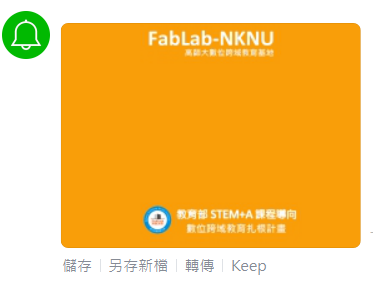 FabLab-NKNU
高師大數位跨域教育基地
教育部 STEM+A 課程導向
數位跨域教育扎根計畫
儲存 | 另存新檔 | 轉傳 | Keep